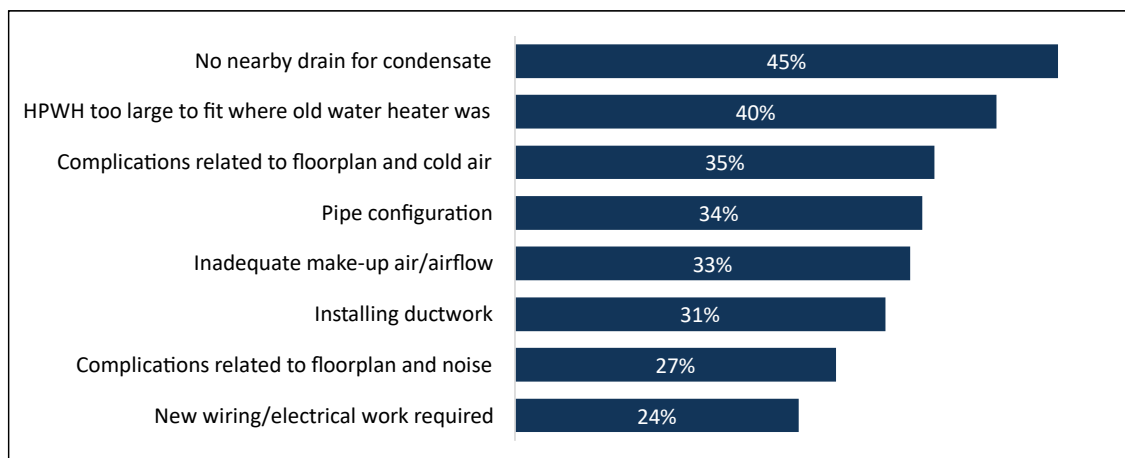 No nearby drain for condensate 45%
HPWH too large to fit where old water heater was 40%
Complications related to floorplan and cold air 35%
Pipe configuration 34%
Inadequate make-up air/airflow 33%
Installing ductwork 31%
Complications related to floorplan and noise 27%
New wiring/electrical work required 24%